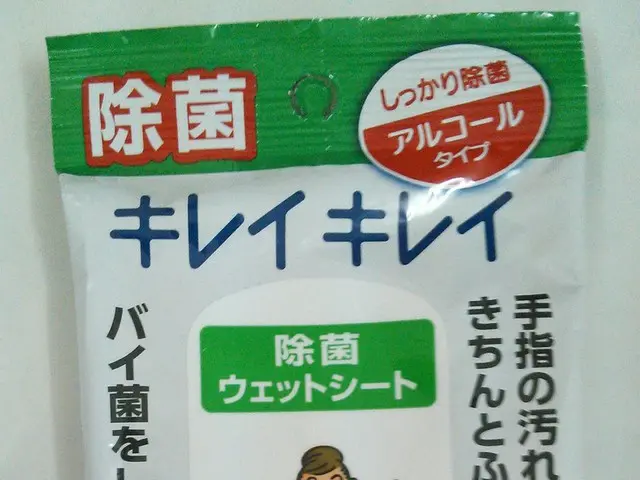 除菌
しっかり除菌
アルコール
タイプ
キレイキレイ
除菌
ウェットシート
手指の汚れ
きちんとふ
バイ菌を